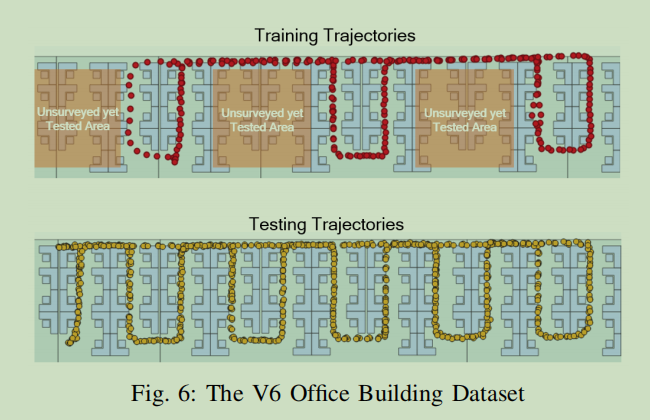 Training Trajectories
Unsurveyed yet
Tested Area
Unsurveyed yet
Tested Area
Unsurveyed yet
Tested Area
Testing Trajectories
Fig. 6: The V6 Office Building Dataset